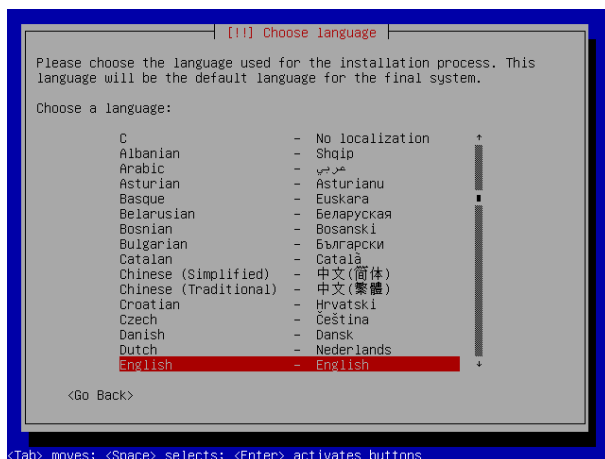 [!!] Choose language
Please choose the language used for the installation process. This
language will be the default language for the final system.
Choose a language:
C - No localization
Albanian - Shqip
Arabic - عربي
Asturian - Asturianu
Basque - Euskara
Belarusian - Беларуская
Bosnian - Bosanski
Bulgarian - Български
Catalan - Català
Chinese (Simplified) - 中文(简体)
Chinese (Traditional) - 中文(繁體)
Croatian - Hrvatski
Czech - Čeština
Danish - Dansk
Dutch - Nederlands
English - English
<Go Back>
<Tab> moves; <Space> selects; <Enter> activates buttons